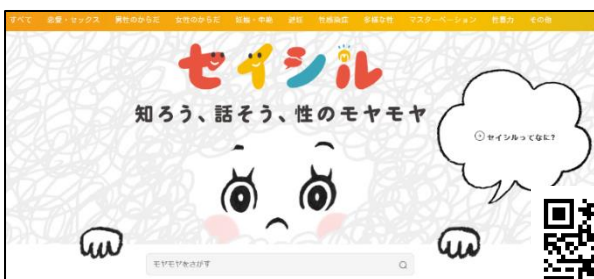 すべて 恋愛・セックス 男性のからだ 女性のからだ 妊娠・中絶 避妊 性感染症 多様な性 マスターベーション 性暴力 その他
セイシル
知ろう、話そう、性のモヤモヤ
セイシルってなに?
モヤモヤをさがす